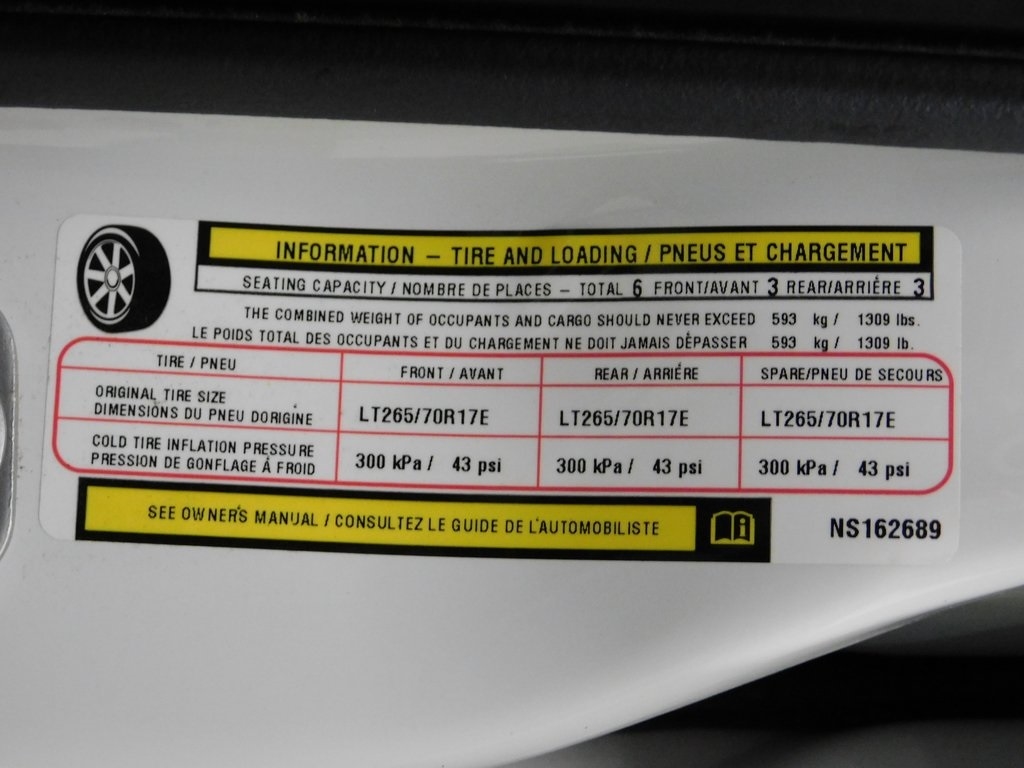 INFORMATION – TIRE AND LOADING / PNEUS ET CHARGEMENT
SEATING CAPACITY / NOMBRE DE PLACES – TOTAL 6 FRONT/AVANT 3 REAR/ARRIÉRE 3
THE COMBINED WEIGHT OF OCCUPANTS AND CARGO SHOULD NEVER EXCEED 593 kg / 1309 lbs.
LE POIDS TOTAL DES OCCUPANTS ET DU CHARGEMENT NE DOIT JAMAIS DÉPASSER 593 kg / 1309 lb.
TIRE / PNEU FRONT / AVANT REAR / ARRIÉRE SPARE/PNEU DE SECOURS
ORIGINAL TIRE SIZE
DIMENSIONS DU PNEU D'ORIGINE LT265/70R17E LT265/70R17E LT265/70R17E
COLD TIRE INFLATION PRESSURE
PRESSION DE GONFLAGE Á FROID 300 kPa / 43 psi 300 kPa / 43 psi 300 kPa / 43 psi
SEE OWNER'S MANUAL / CONSULTEZ LE GUIDE DE L'AUTOMOBILISTE
NS162689